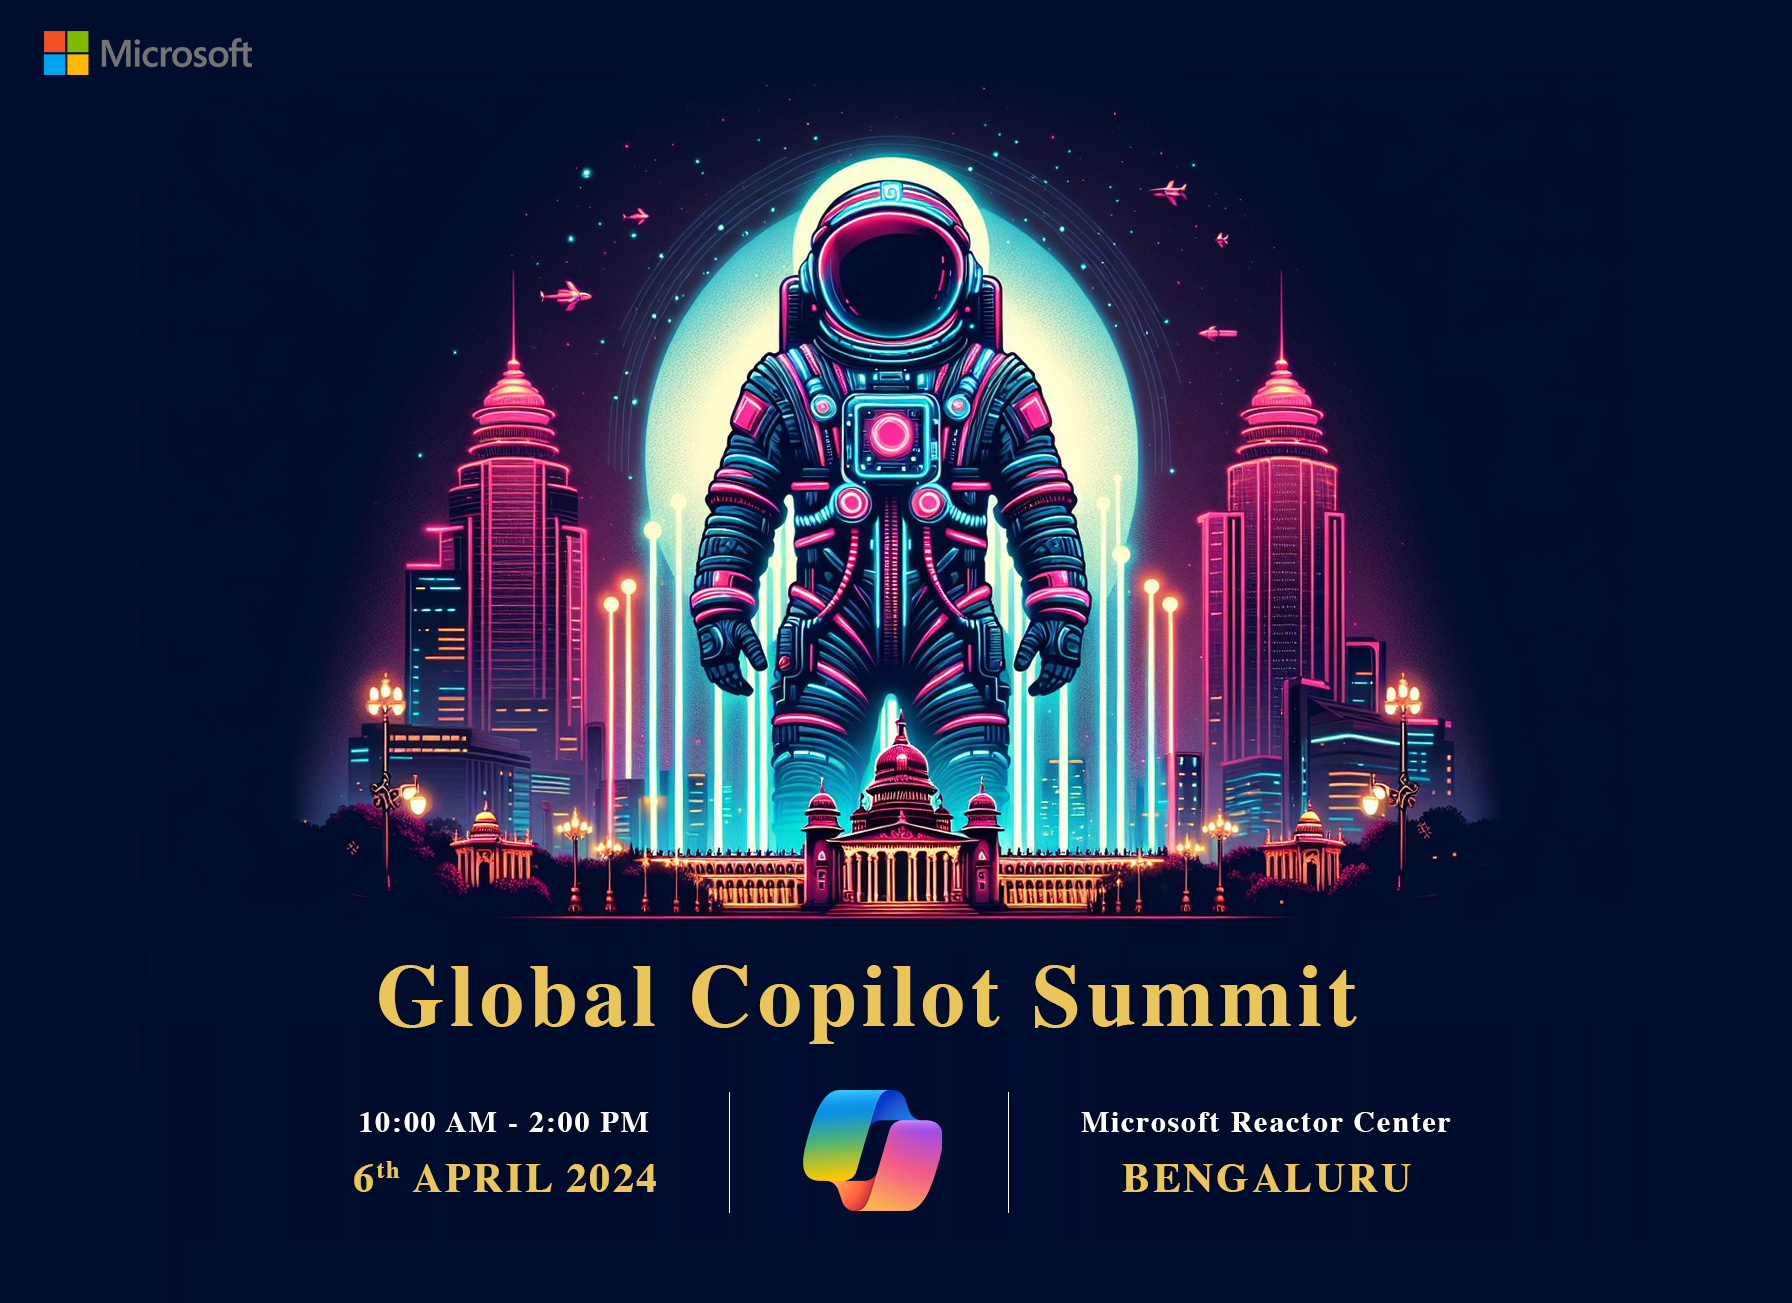 Microsoft
Global Copilot Summit
10:00 AM - 2:00 PM
6th APRIL 2024
Microsoft Reactor Center
BENGALURU